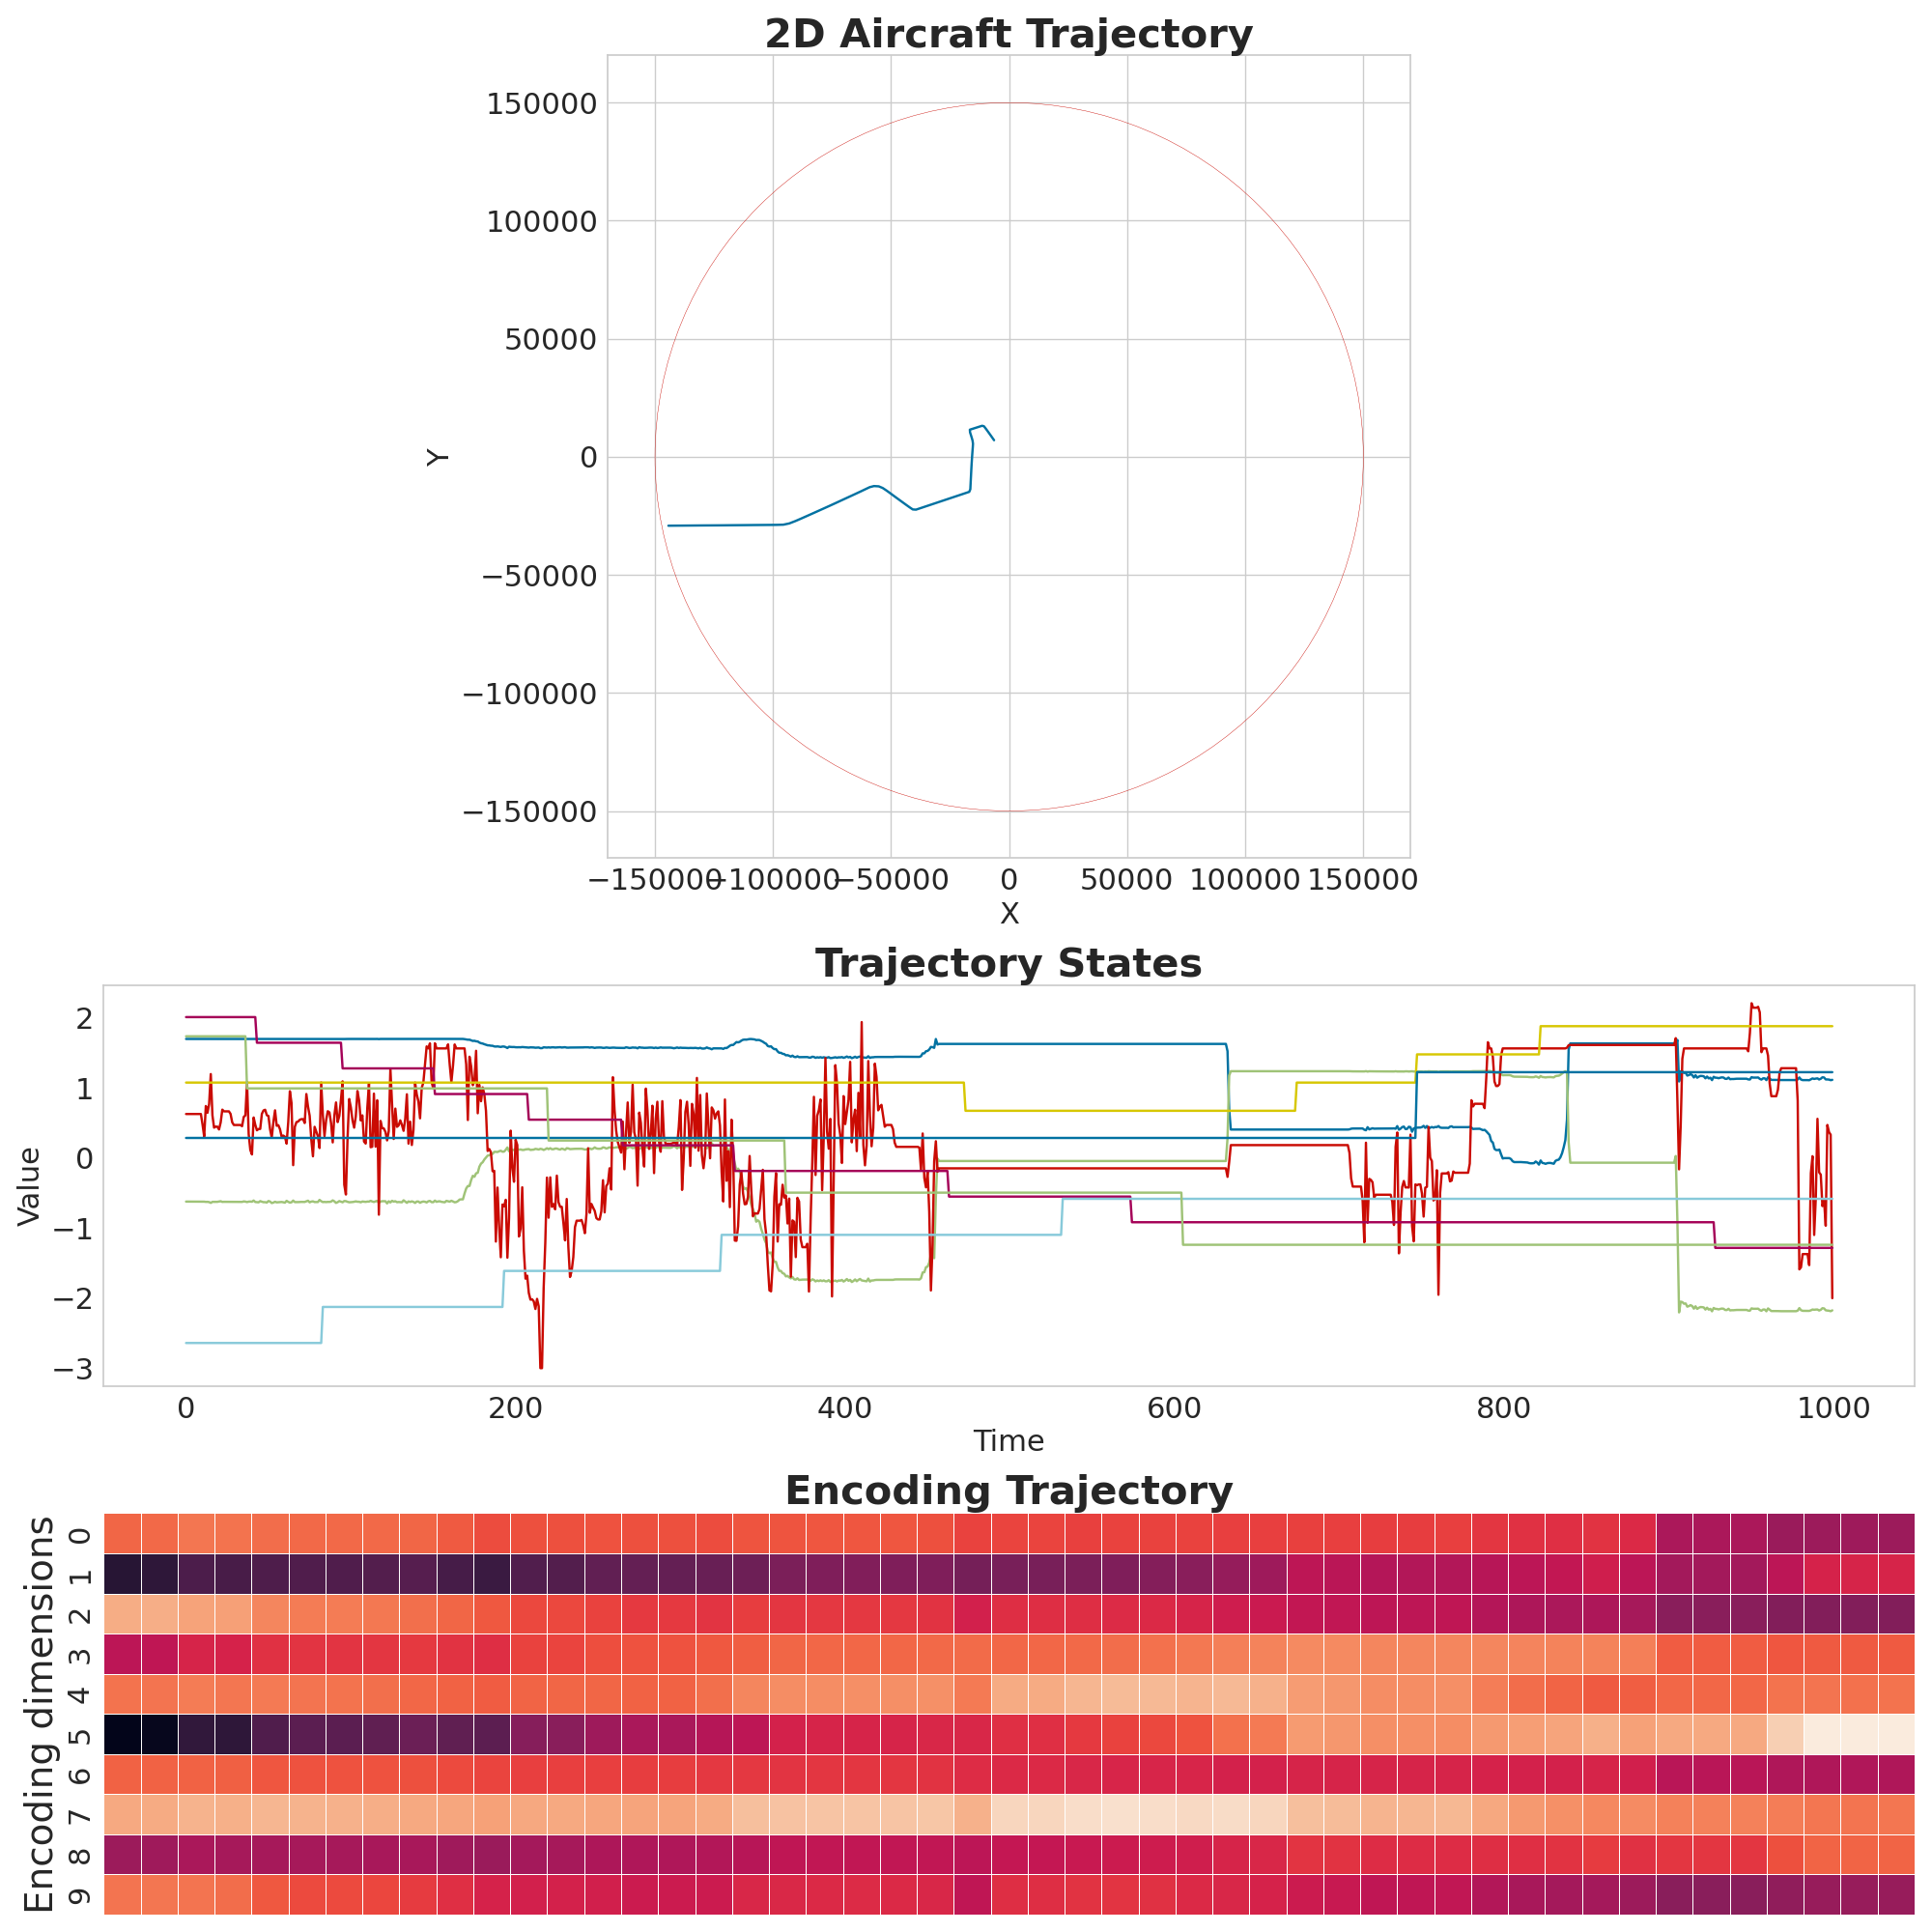 2D Aircraft Trajectory
150000
100000
50000
0
−50000
−100000
−150000
Y
−150000 −100000 −50000 0 50000 100000 150000
X
Trajectory States
2
1
0
−1
−2
−3
Value
0 200 400 600 800 1000
Time
Encoding Trajectory
Encoding dimensions
0
1
2
3
4
5
6
7
8
9